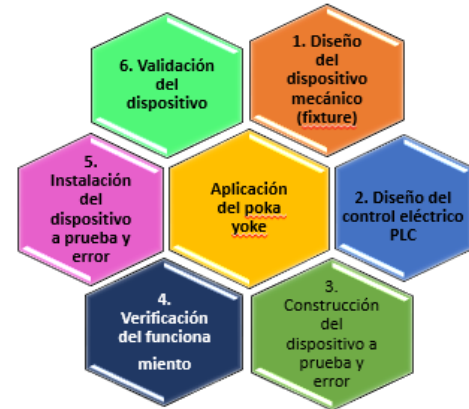 1. Diseño
del
dispositivo
mecánico
(fixture)
2. Diseño del
control eléctrico
PLC
3.
Construcción
del
dispositivo a
prueba y
error
4.
Verificación
del funciona
miento
5.
Instalación
del
dispositivo
a prueba y
error
6. Validación
del
dispositivo
Aplicación
del poka
yoke